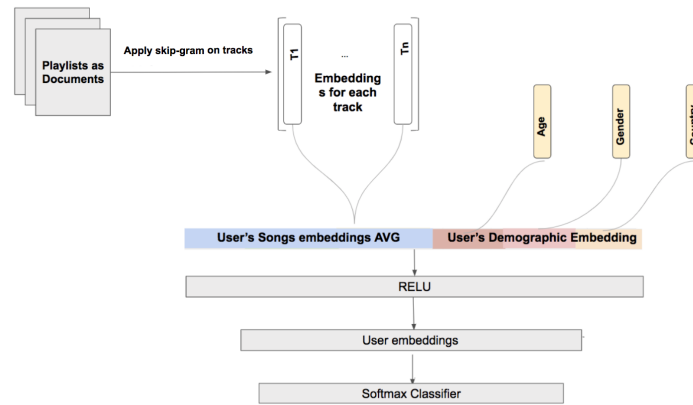 Playlists as
Documents
Apply skip-gram on tracks
T1
...
Tn
Embedding
s for each
track
Age
Gender
Country
User's Songs embeddings AVG
User's Demographic Embedding
RELU
User embeddings
Softmax Classifier